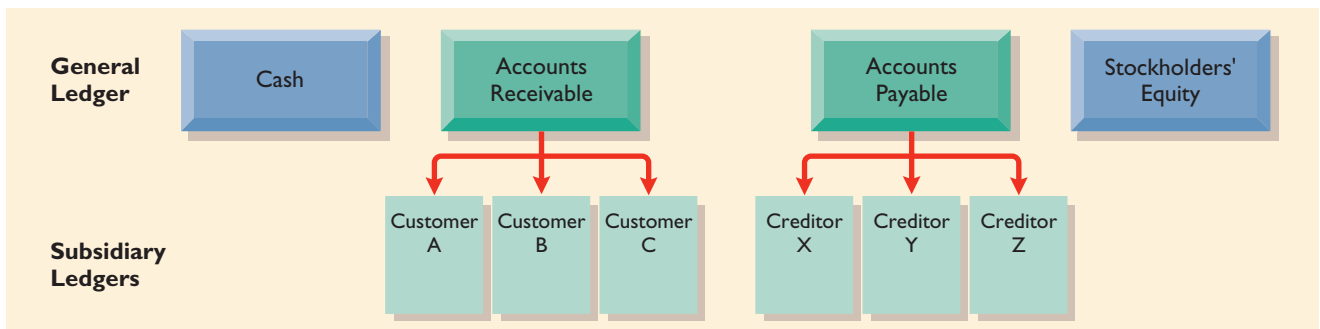 General
Ledger
Cash
Accounts
Receivable
Accounts
Payable
Stockholders'
Equity
Subsidiary
Ledgers
Customer
A
Customer
B
Customer
C
Creditor
X
Creditor
Y
Creditor
Z